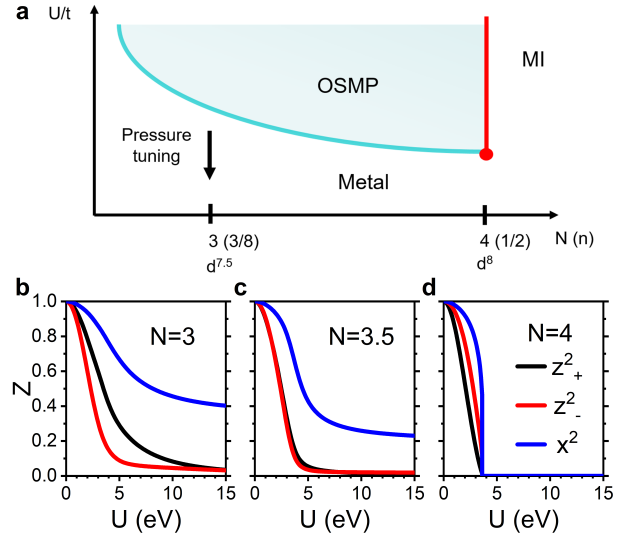 a
U/t
OSMP
MI
Pressure
tuning
Metal
3 (3/8)
4 (1/2)
N (n)
d^7.5
d^8
b
c
d
1.0
0.8
0.6
0.4
0.2
0.0
Z
N=3
N=3.5
N=4
z²₊
z²₋
x²
0 5 10 15
0 5 10 15
0 5 10 15
U (eV)
U (eV)
U (eV)